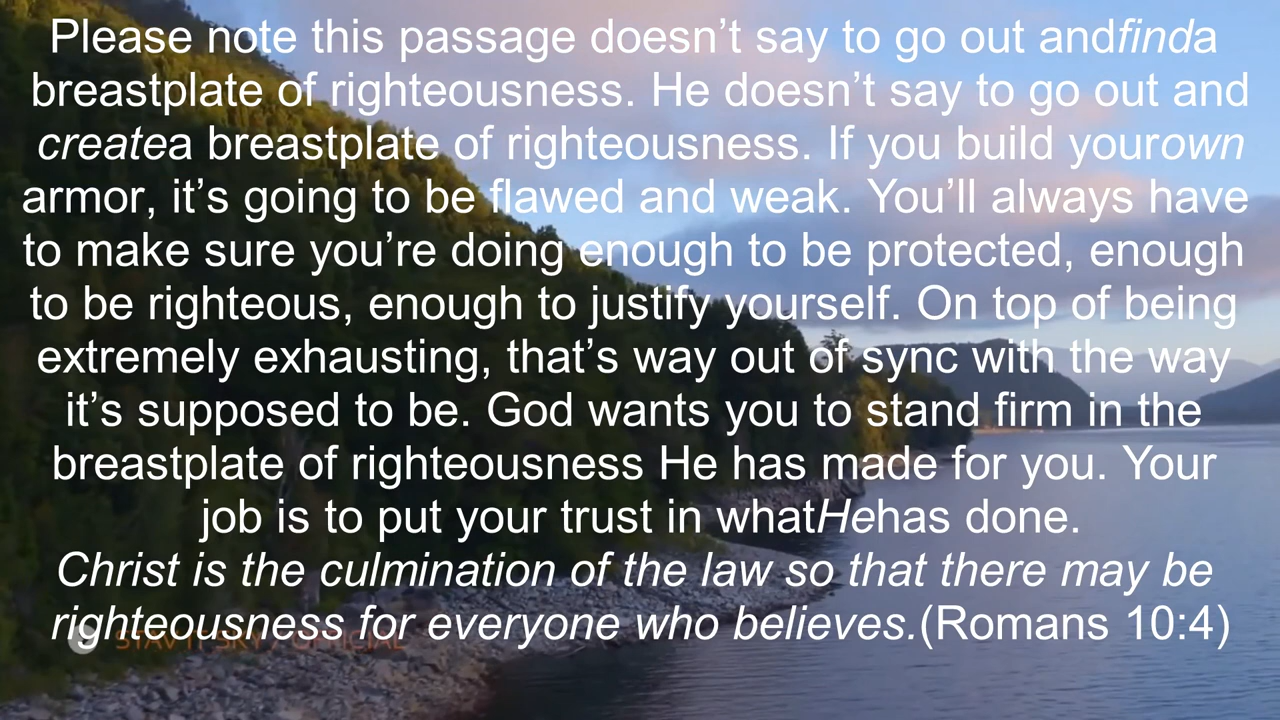 Please note this passage doesn’t say to go out andfinda
breastplate of righteousness. He doesn’t say to go out and
createa breastplate of righteousness. If you build yourown
armor, it’s going to be flawed and weak. You’ll always have
to make sure you’re doing enough to be protected, enough
to be righteous, enough to justify yourself. On top of being
extremely exhausting, that’s way out of sync with the way
it’s supposed to be. God wants you to stand firm in the
breastplate of righteousness He has made for you. Your
job is to put your trust in whatHehas done.
Christ is the culmination of the law so that there may be
righteousness for everyone who believes.(Romans 10:4)